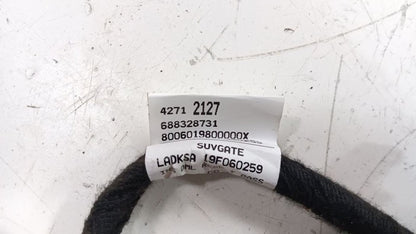 4271 2127
688328731
8006019800000X
SUVGATE
LADKSA 19F060259